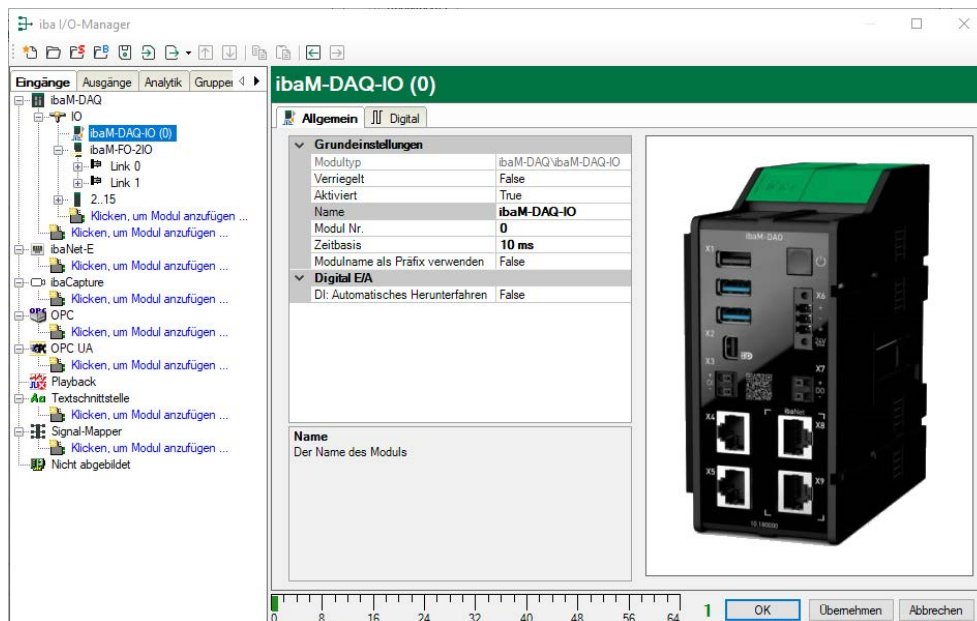 iba I/O-Manager
Eingänge Ausgänge Analytik Gruppe
ibaM-DAQ
IO
ibaM-DAQ-IO (0)
ibaM-FO-2IO
Link 0
Link 1
2..15
Klicken, um Modul anzufügen ...
Klicken, um Modul anzufügen ...
ibaNet-E
Klicken, um Modul anzufügen ...
ibaCapture
Klicken, um Modul anzufügen ...
OPC
Klicken, um Modul anzufügen ...
OPC UA
Klicken, um Modul anzufügen ...
Playback
Textschnittstelle
Klicken, um Modul anzufügen ...
Signal-Mapper
Klicken, um Modul anzufügen ...
Nicht abgebildet
ibaM-DAQ-IO (0)
Allgemein Digital
Grundeinstellungen
Modultyp ibaM-DAQ\ibaM-DAQ-IO
Verriegelt False
Aktiviert True
Name ibaM-DAQ-IO
Modul Nr. 0
Zeitbasis 10 ms
Modulname als Präfix verwenden False
Digital E/A
DI: Automatisches Herunterfahren False
Name
Der Name des Moduls
ibaM-DAQ
X1
X6
X2
24V
X3
X7
DI
DO
X4
ibaNet
X8
X5
X9
10.180000
0 8 16 24 32 40 48 56 64
1
OK Übernehmen Abbrechen